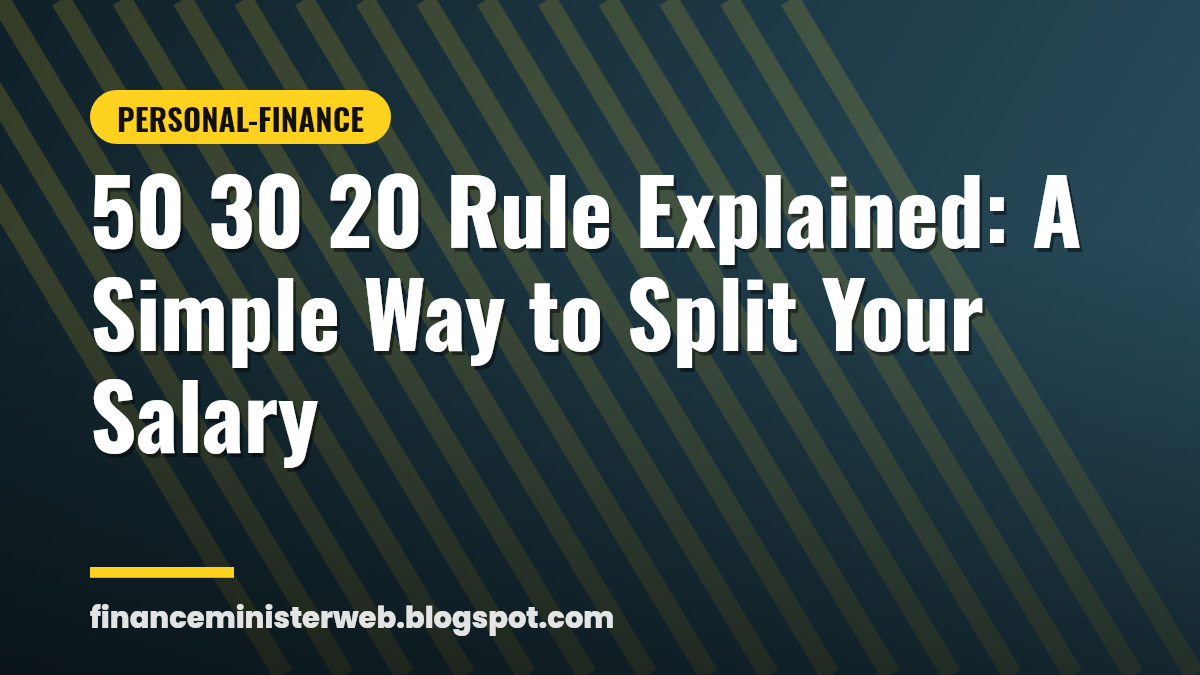 PERSONAL-FINANCE
50 30 20 Rule Explained: A
Simple Way to Split Your
Salary
financeministerweb.blogspot.com